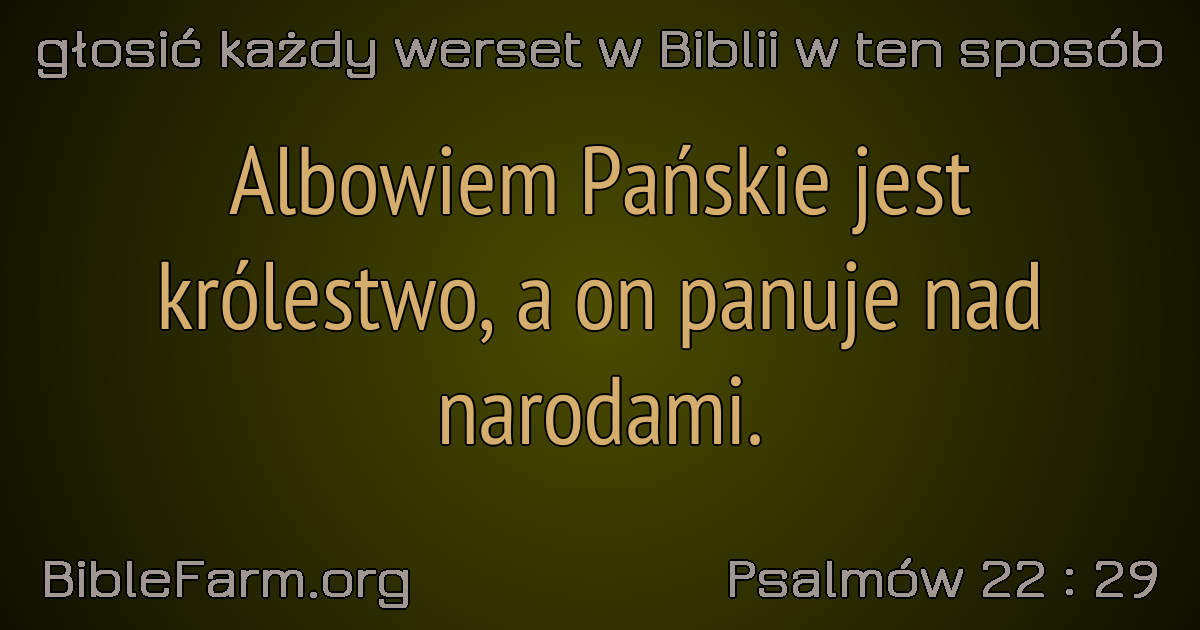 głosić każdy werset w Biblii w ten sposób
Albowiem Pańskie jest
królestwo, a on panuje nad
narodami.
BibleFarm.org
Psalmów 22 : 29